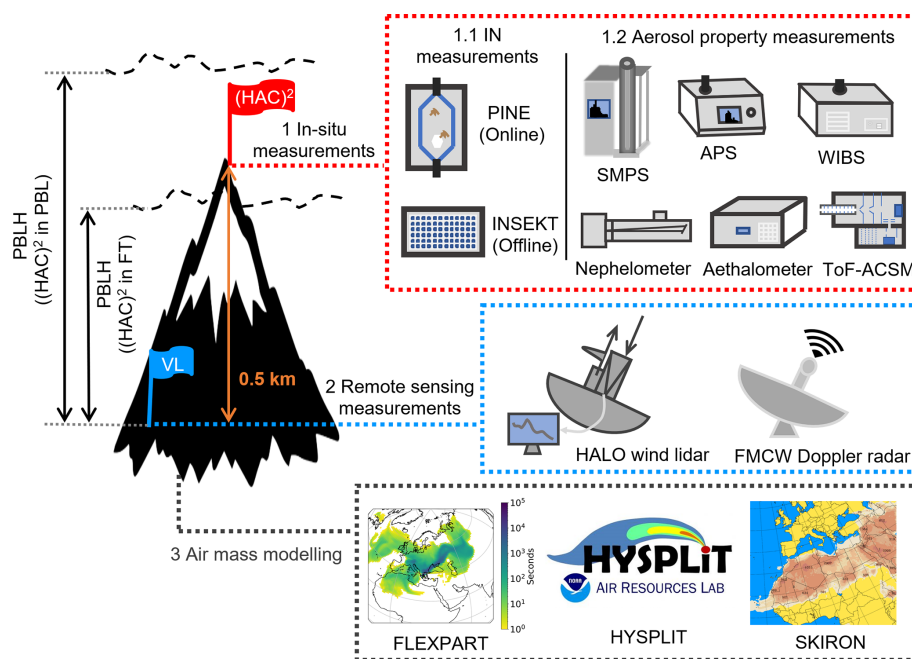 (HAC)²
1 In-situ
measurements
PBLH
((HAC)² in PBL)
PBLH
((HAC)² in FT)
VL
0.5 km
1.1 IN
measurements
PINE
(Online)
INSEKT
(Offline)
1.2 Aerosol property measurements
SMPS
APS
WIBS
Nephelometer
Aethalometer
ToF-ACSM
2 Remote sensing
measurements
HALO wind lidar
FMCW Doppler radar
3 Air mass modelling
10⁵
10⁴
10³
10²
10¹
10⁰
Seconds
FLEXPART
HYSPLiT
NOAA
AIR RESOURCES LAB
HYSPLIT
SKIRON